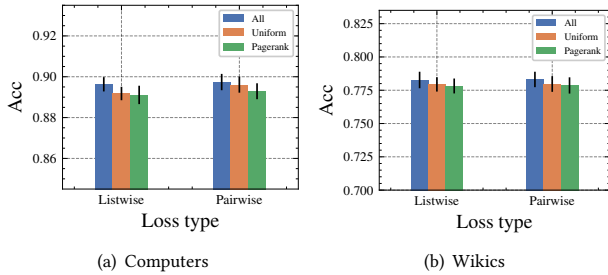 0.92
0.90
0.88
0.86
Acc
All
Uniform
Pagerank
Listwise
Pairwise
Loss type
(a) Computers
0.825
0.800
0.775
0.750
0.725
0.700
Acc
All
Uniform
Pagerank
Listwise
Pairwise
Loss type
(b) Wikics